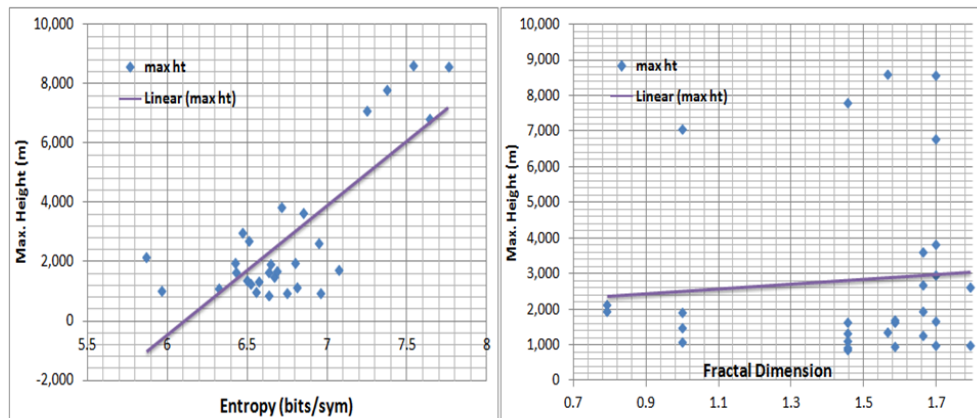 10,000
8,000
6,000
4,000
2,000
0
-2,000
Max. Height (m)
max ht
Linear (max ht)
5.5 6 6.5 7 7.5 8
Entropy (bits/sym)
10,000
9,000
8,000
7,000
6,000
5,000
4,000
3,000
2,000
1,000
0
Max. Height (m)
max ht
Linear (max ht)
Fractal Dimension
0.7 0.9 1.1 1.3 1.5 1.7